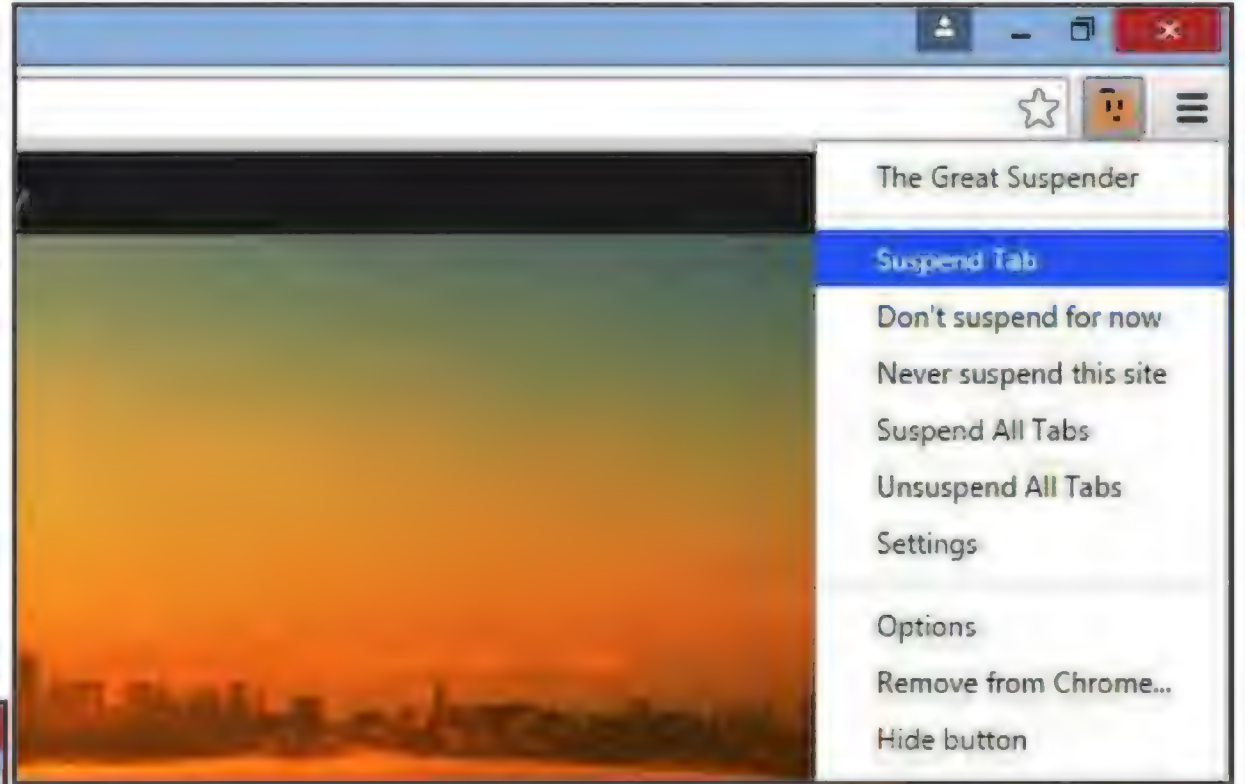 The Great Suspender
Suspend Tab
Don't suspend for now
Never suspend this site
Suspend All Tabs
Unsuspend All Tabs
Settings
Options
Remove from Chrome...
Hide button